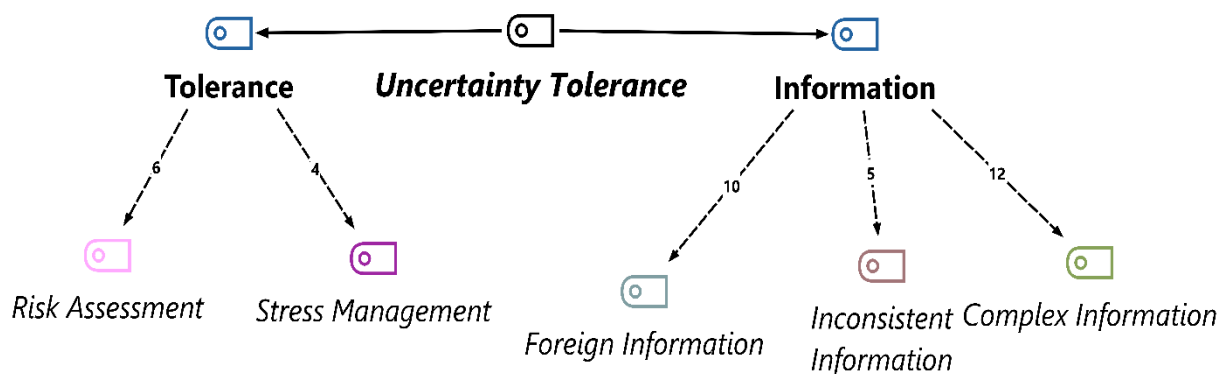 Tolerance
Uncertainty Tolerance
Information
6
4
10
5
12
Risk Assessment
Stress Management
Foreign Information
Inconsistent
Information
Complex Information